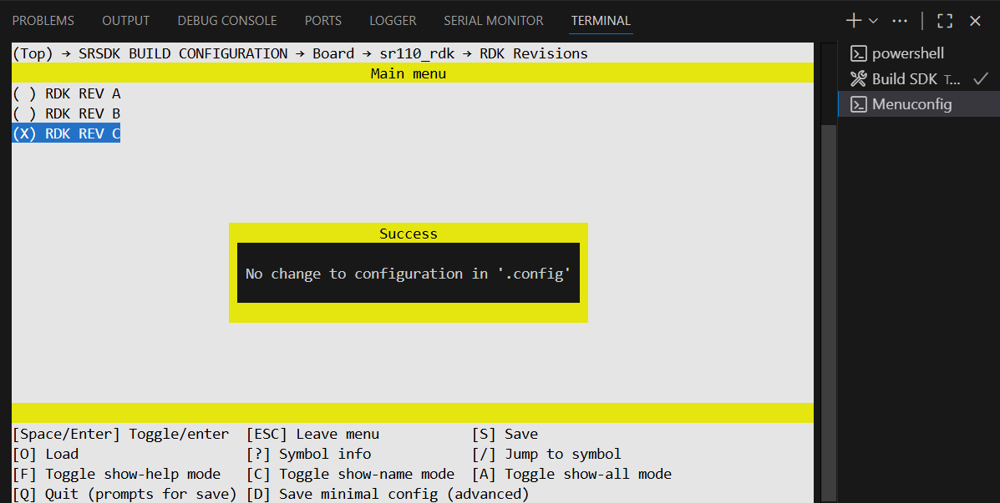 PROBLEMS OUTPUT DEBUG CONSOLE PORTS LOGGER SERIAL MONITOR TERMINAL
(Top) → SRSDK BUILD CONFIGURATION → Board → sr110_rdk → RDK Revisions
Main menu
( ) RDK REV A
( ) RDK REV B
(X) RDK REV C
Success
No change to configuration in '.config'
[Space/Enter] Toggle/enter [ESC] Leave menu [S] Save
[O] Load [?] Symbol info [/] Jump to symbol
[F] Toggle show-help mode [C] Toggle show-name mode [A] Toggle show-all mode
[Q] Quit (prompts for save) [D] Save minimal config (advanced)
powershell
Build SDK T...
Menuconfig